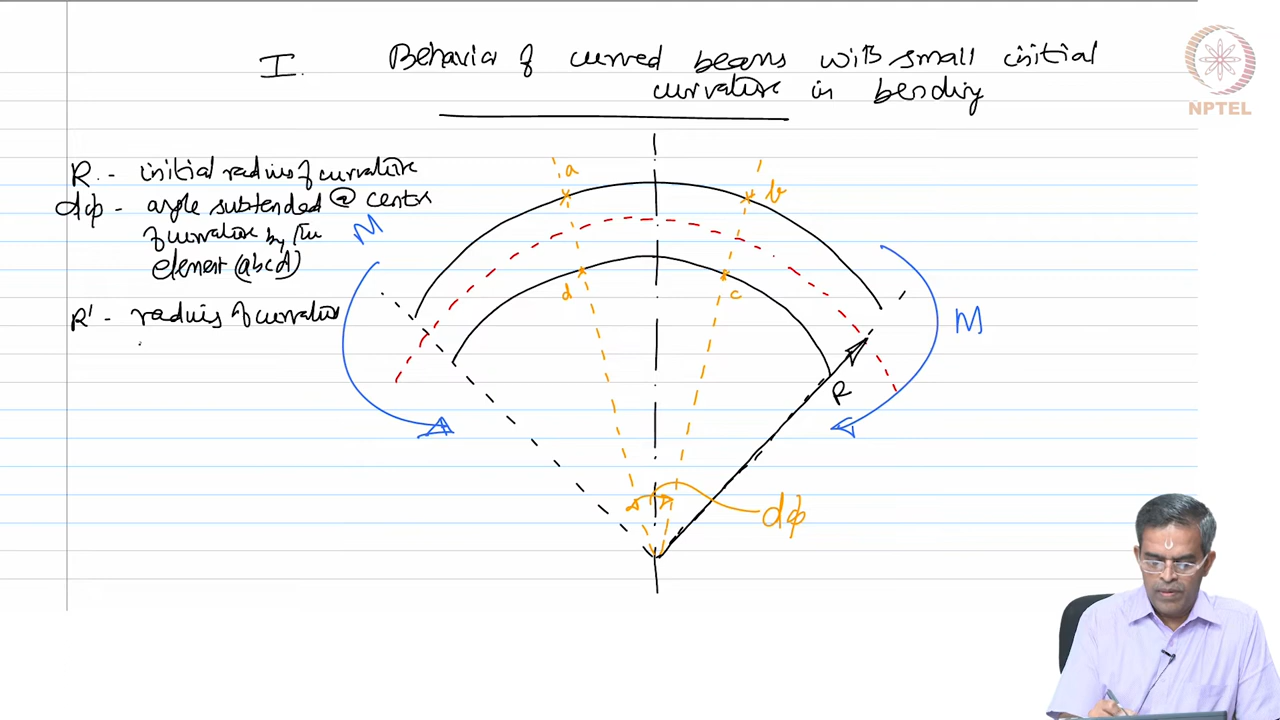 I. Behavior of curved beams with small initial
curvature in bending
NPTEL
R - initial radius of curvature
dφ - angle subtended @ center
of curvature by the
element (abcd)
R' - radius of curvature
M
a
b
d
c
M
R
dφ